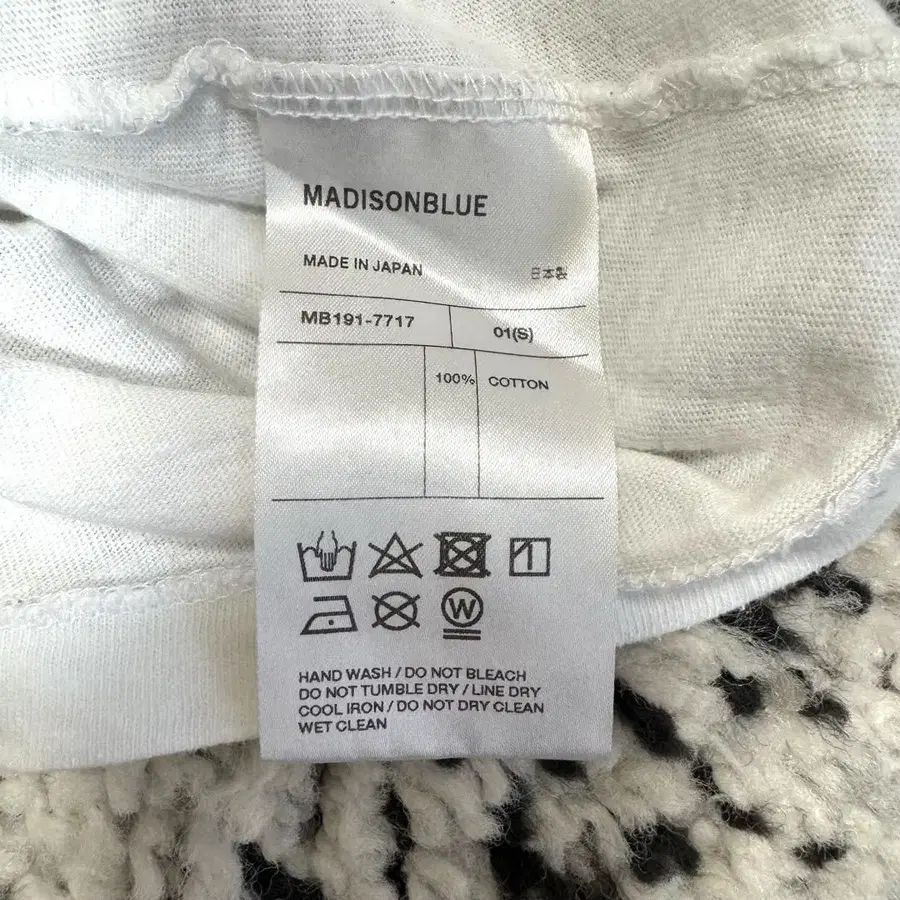 MADISONBLUE
MADE IN JAPAN 日本製
MB191-7717 01(S)
100% COTTON
W
HAND WASH / DO NOT BLEACH
DO NOT TUMBLE DRY / LINE DRY
COOL IRON / DO NOT DRY CLEAN
WET CLEAN